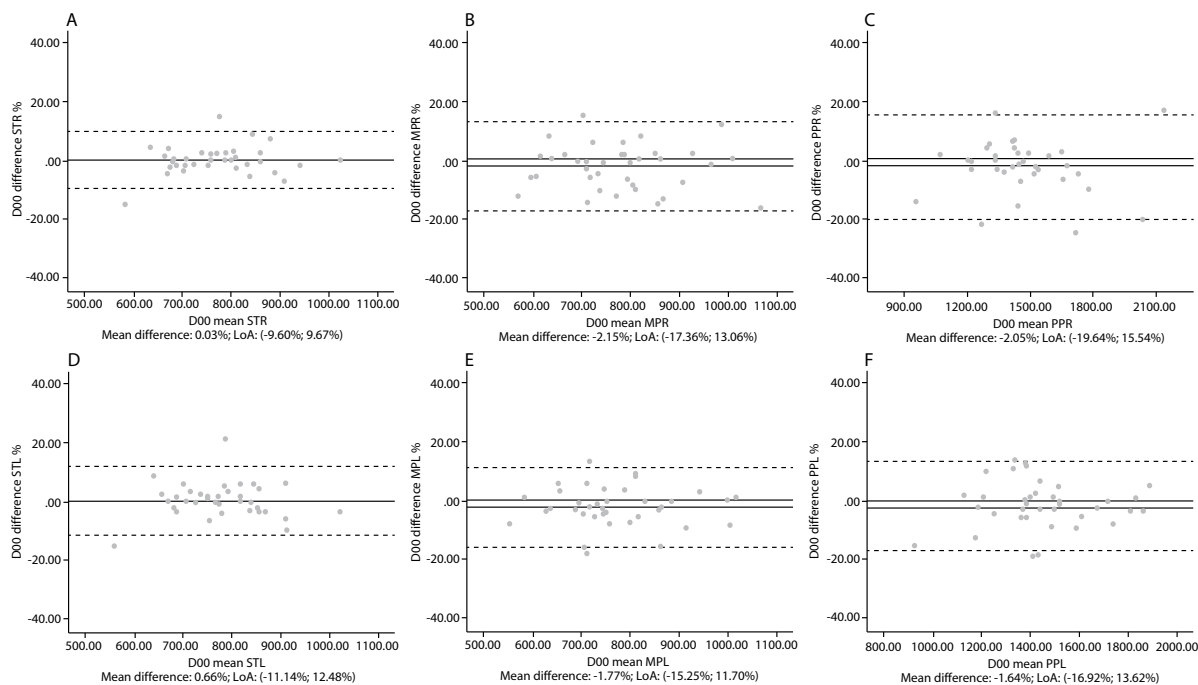 A
40.00
20.00
.00
-20.00
-40.00
D00 difference STR %
500.00 600.00 700.00 800.00 900.00 1000.00 1100.00
D00 mean STR
Mean difference: 0.03%; LoA: (-9.60%; 9.67%)
B
40.00
20.00
.00
-20.00
-40.00
D00 difference MPR %
500.00 600.00 700.00 800.00 900.00 1000.00 1100.00
D00 mean MPR
Mean difference: -2.15%; LoA: (-17.36%; 13.06%)
C
40.00
20.00
.00
-20.00
-40.00
D00 difference PPR %
900.00 1200.00 1500.00 1800.00 2100.00
D00 mean PPR
Mean difference: -2.05%; LoA: (-19.64%; 15.54%)
D
40.00
20.00
.00
-20.00
-40.00
D00 difference STL %
500.00 600.00 700.00 800.00 900.00 1000.00 1100.00
D00 mean STL
Mean difference: 0.66%; LoA: (-11.14%; 12.48%)
E
40.00
20.00
.00
-20.00
-40.00
D00 difference MPL %
500.00 600.00 700.00 800.00 900.00 1000.00 1100.00
D00 mean MPL
Mean difference: -1.77%; LoA: (-15.25%; 11.70%)
F
40.00
20.00
.00
-20.00
-40.00
D00 difference PPL %
800.00 1000.00 1200.00 1400.00 1600.00 1800.00 2000.00
D00 mean PPL
Mean difference: -1.64%; LoA: (-16.92%; 13.62%)